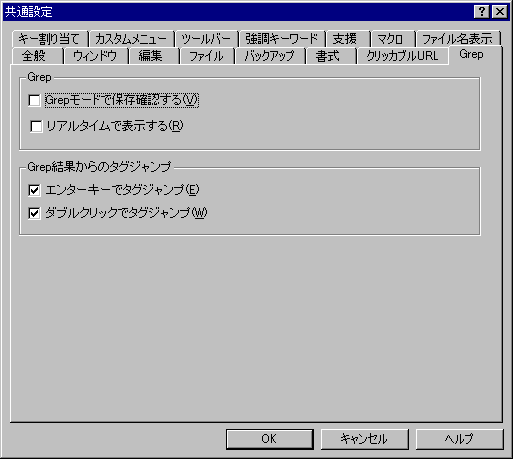 共通設定
キー割り当て カスタムメニュー ツールバー 強調キーワード 支援 マクロ ファイル名表示
全般 ウィンドウ 編集 ファイル バックアップ 書式 クリッカブルURL Grep
Grep
Grepモードで保存確認する(V)
リアルタイムで表示する(R)
Grep結果からのタグジャンプ
エンターキーでタグジャンプ(E)
ダブルクリックでタグジャンプ(W)
OK キャンセル ヘルプ